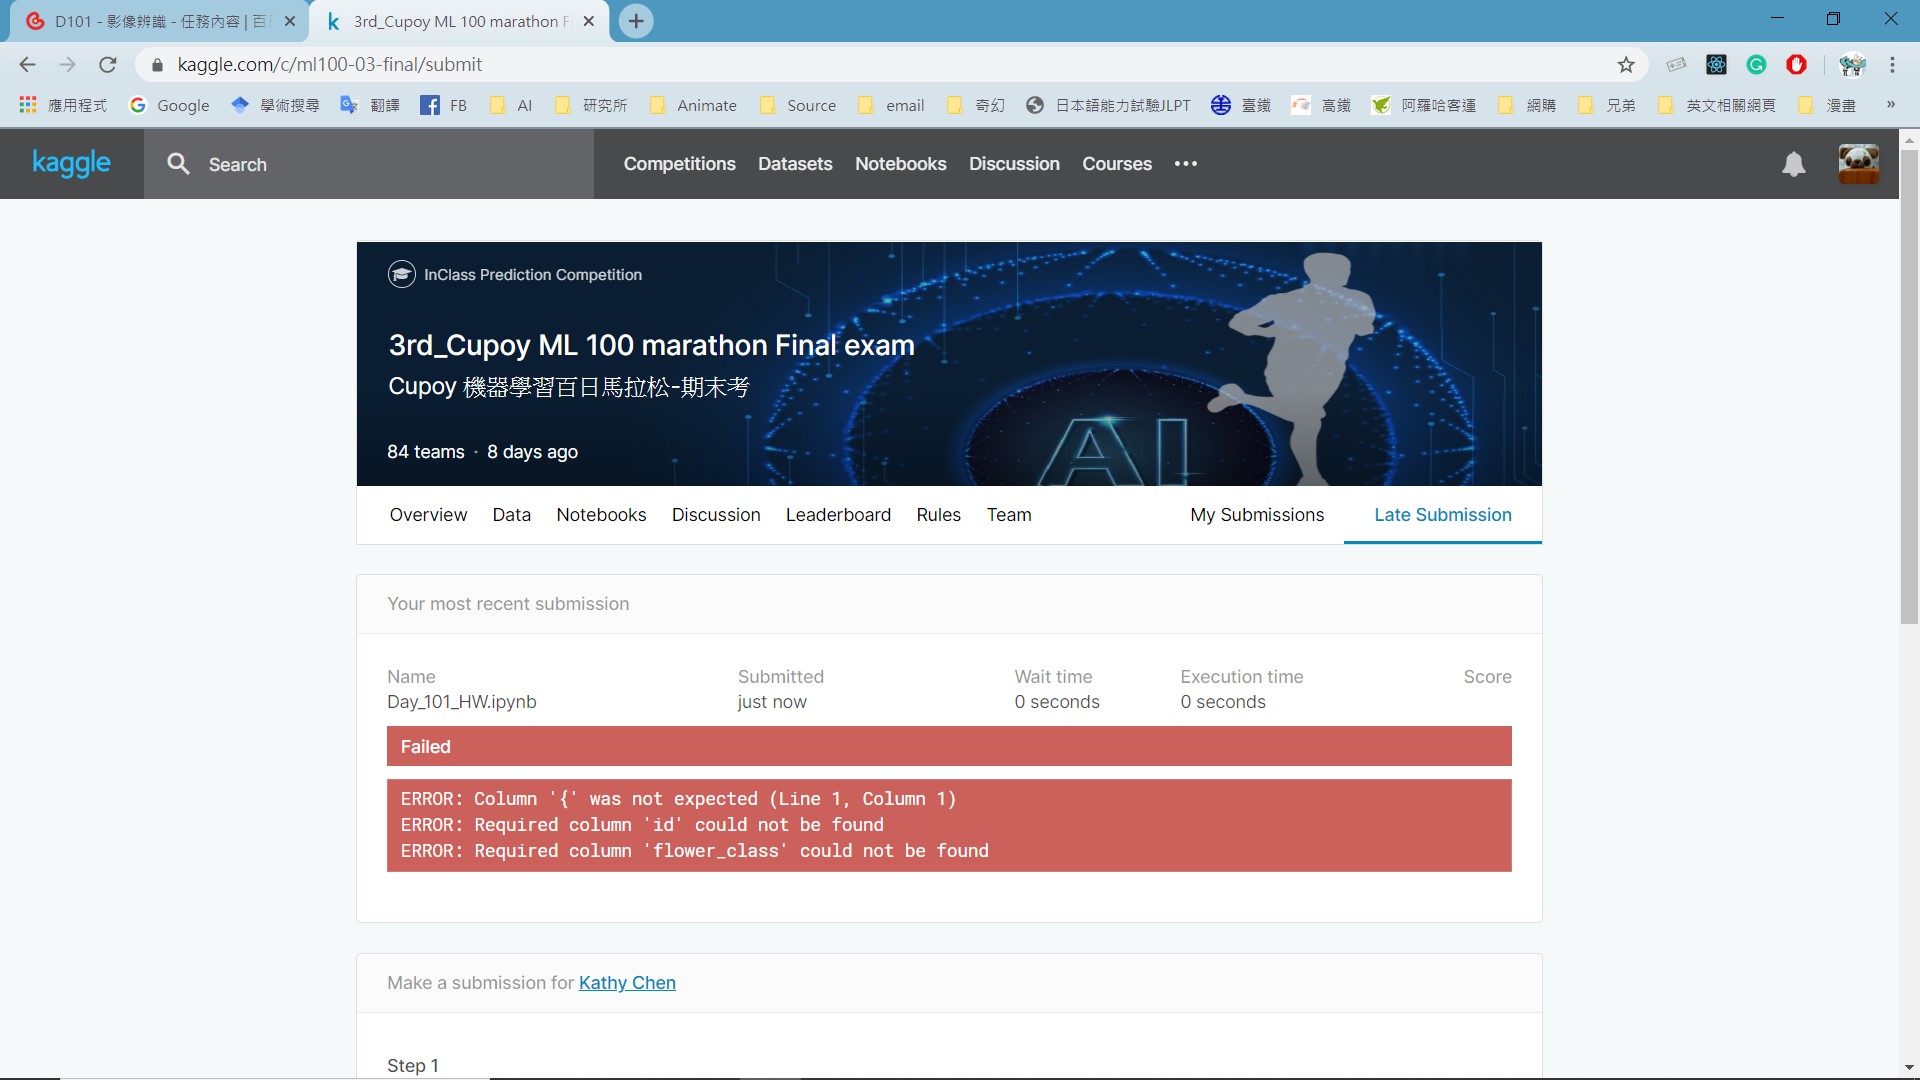 D101 - 影像辨識 - 任務內容 | 百
3rd_Cupoy ML 100 marathon F
kaggle.com/c/ml100-03-final/submit
應用程式 Google 學術搜尋 翻譯 FB AI 研究所 Animate Source email 奇幻 日本語能力試驗JLPT 臺鐵 高鐵 阿羅哈客運 網購 兄弟 英文相關網頁 漫畫 »
kaggle Search Competitions Datasets Notebooks Discussion Courses
InClass Prediction Competition
3rd_Cupoy ML 100 marathon Final exam
Cupoy 機器學習百日馬拉松-期末考
AI
84 teams · 8 days ago
Overview Data Notebooks Discussion Leaderboard Rules Team My Submissions Late Submission
Your most recent submission
Name Submitted Wait time Execution time Score
Day_101_HW.ipynb just now 0 seconds 0 seconds
Failed
ERROR: Column '{' was not expected (Line 1, Column 1)
ERROR: Required column 'id' could not be found
ERROR: Required column 'flower_class' could not be found
Make a submission for Kathy Chen
Step 1